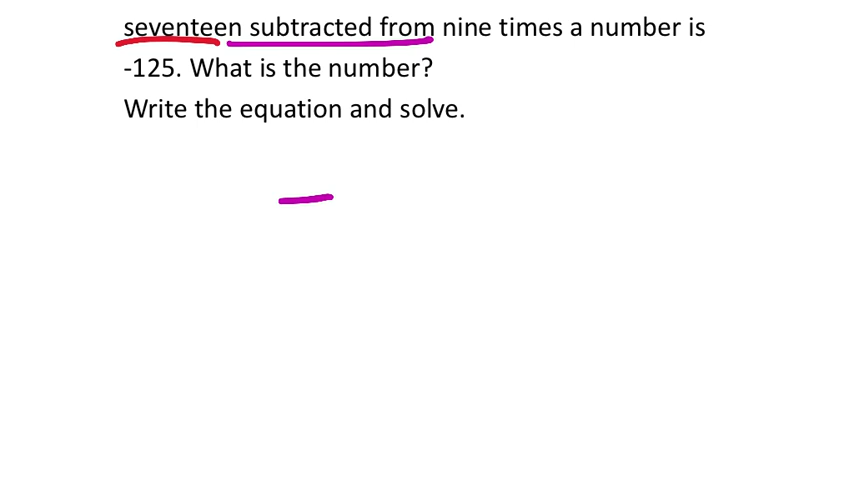 seventeen subtracted from nine times a number is
-125. What is the number?
Write the equation and solve.